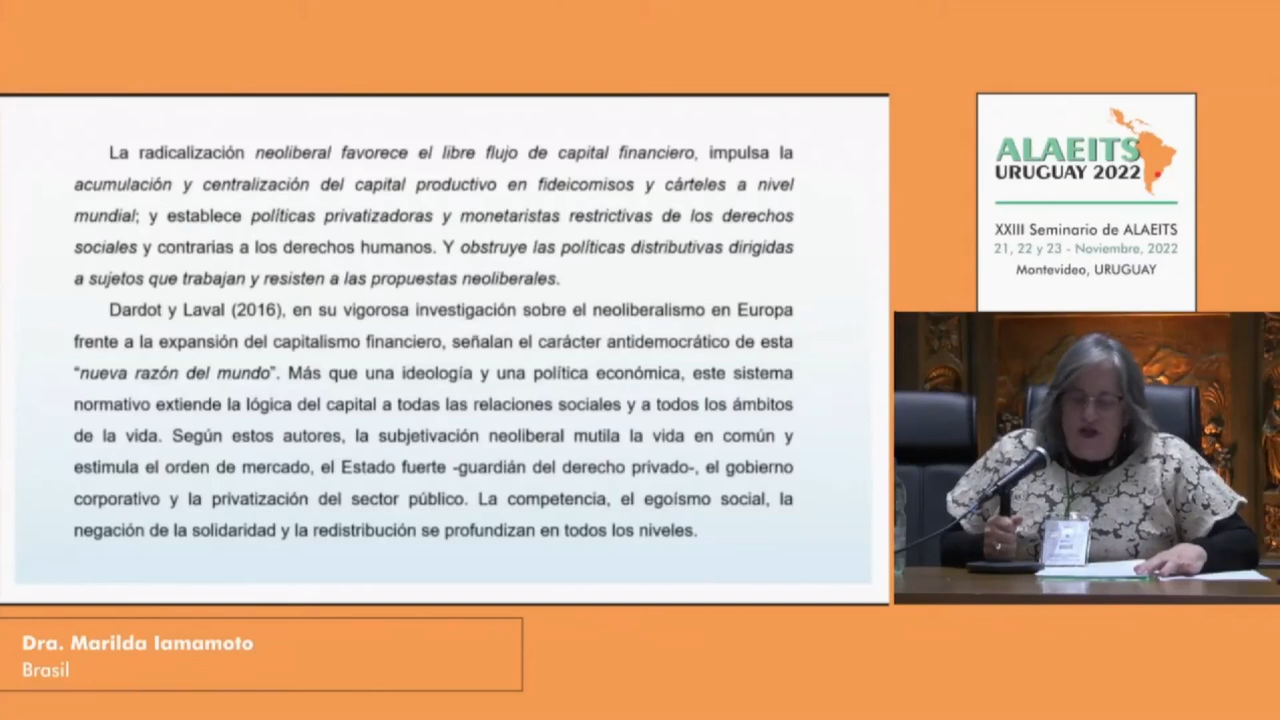 La radicalización neoliberal favorece el libre flujo de capital financiero, impulsa la
acumulación y centralización del capital productivo en fideicomisos y cárteles a nivel
mundial; y establece políticas privatizadoras y monetaristas restrictivas de los derechos
sociales y contrarias a los derechos humanos. Y obstruye las políticas distributivas dirigidas
a sujetos que trabajan y resisten a las propuestas neoliberales.
Dardot y Laval (2016), en su vigorosa investigación sobre el neoliberalismo en Europa
frente a la expansión del capitalismo financiero, señalan el carácter antidemocrático de esta
“nueva razón del mundo”. Más que una ideología y una política económica, este sistema
normativo extiende la lógica del capital a todas las relaciones sociales y a todos los ámbitos
de la vida. Según estos autores, la subjetivación neoliberal mutila la vida en común y
estimula el orden de mercado, el Estado fuerte -guardián del derecho privado-, el gobierno
corporativo y la privatización del sector público. La competencia, el egoísmo social, la
negación de la solidaridad y la redistribución se profundizan en todos los niveles.
ALAEITS
URUGUAY 2022
XXIII Seminario de ALAEITS
21, 22 y 23 - Noviembre, 2022
Montevideo, URUGUAY
Dra. Marilda Iamamoto
Brasil